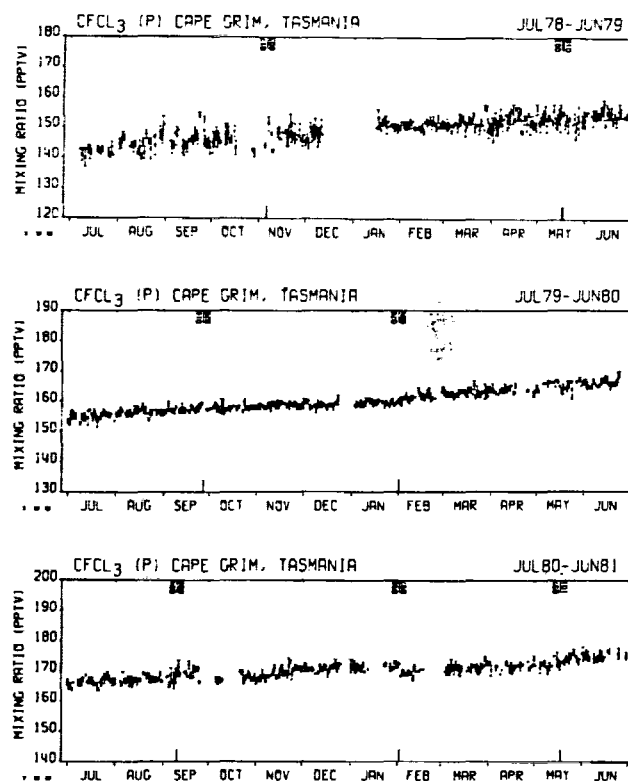 CFCL3 (P) CAPE GRIM, TASMANIA JUL78-JUN79
180
170
160
150
140
130
120
MIXING RATIO (PPTV)
JUL AUG SEP OCT NOV DEC JAN FEB MAR APR MAY JUN
CFCL3 (P) CAPE GRIM, TASMANIA JUL79-JUN80
190
180
170
160
150
140
130
MIXING RATIO (PPTV)
JUL AUG SEP OCT NOV DEC JAN FEB MAR APR MAY JUN
CFCL3 (P) CAPE GRIM, TASMANIA JUL80-JUN81
200
190
180
170
160
150
140
MIXING RATIO (PPTV)
JUL AUG SEP OCT NOV DEC JAN FEB MAR APR MAY JUN